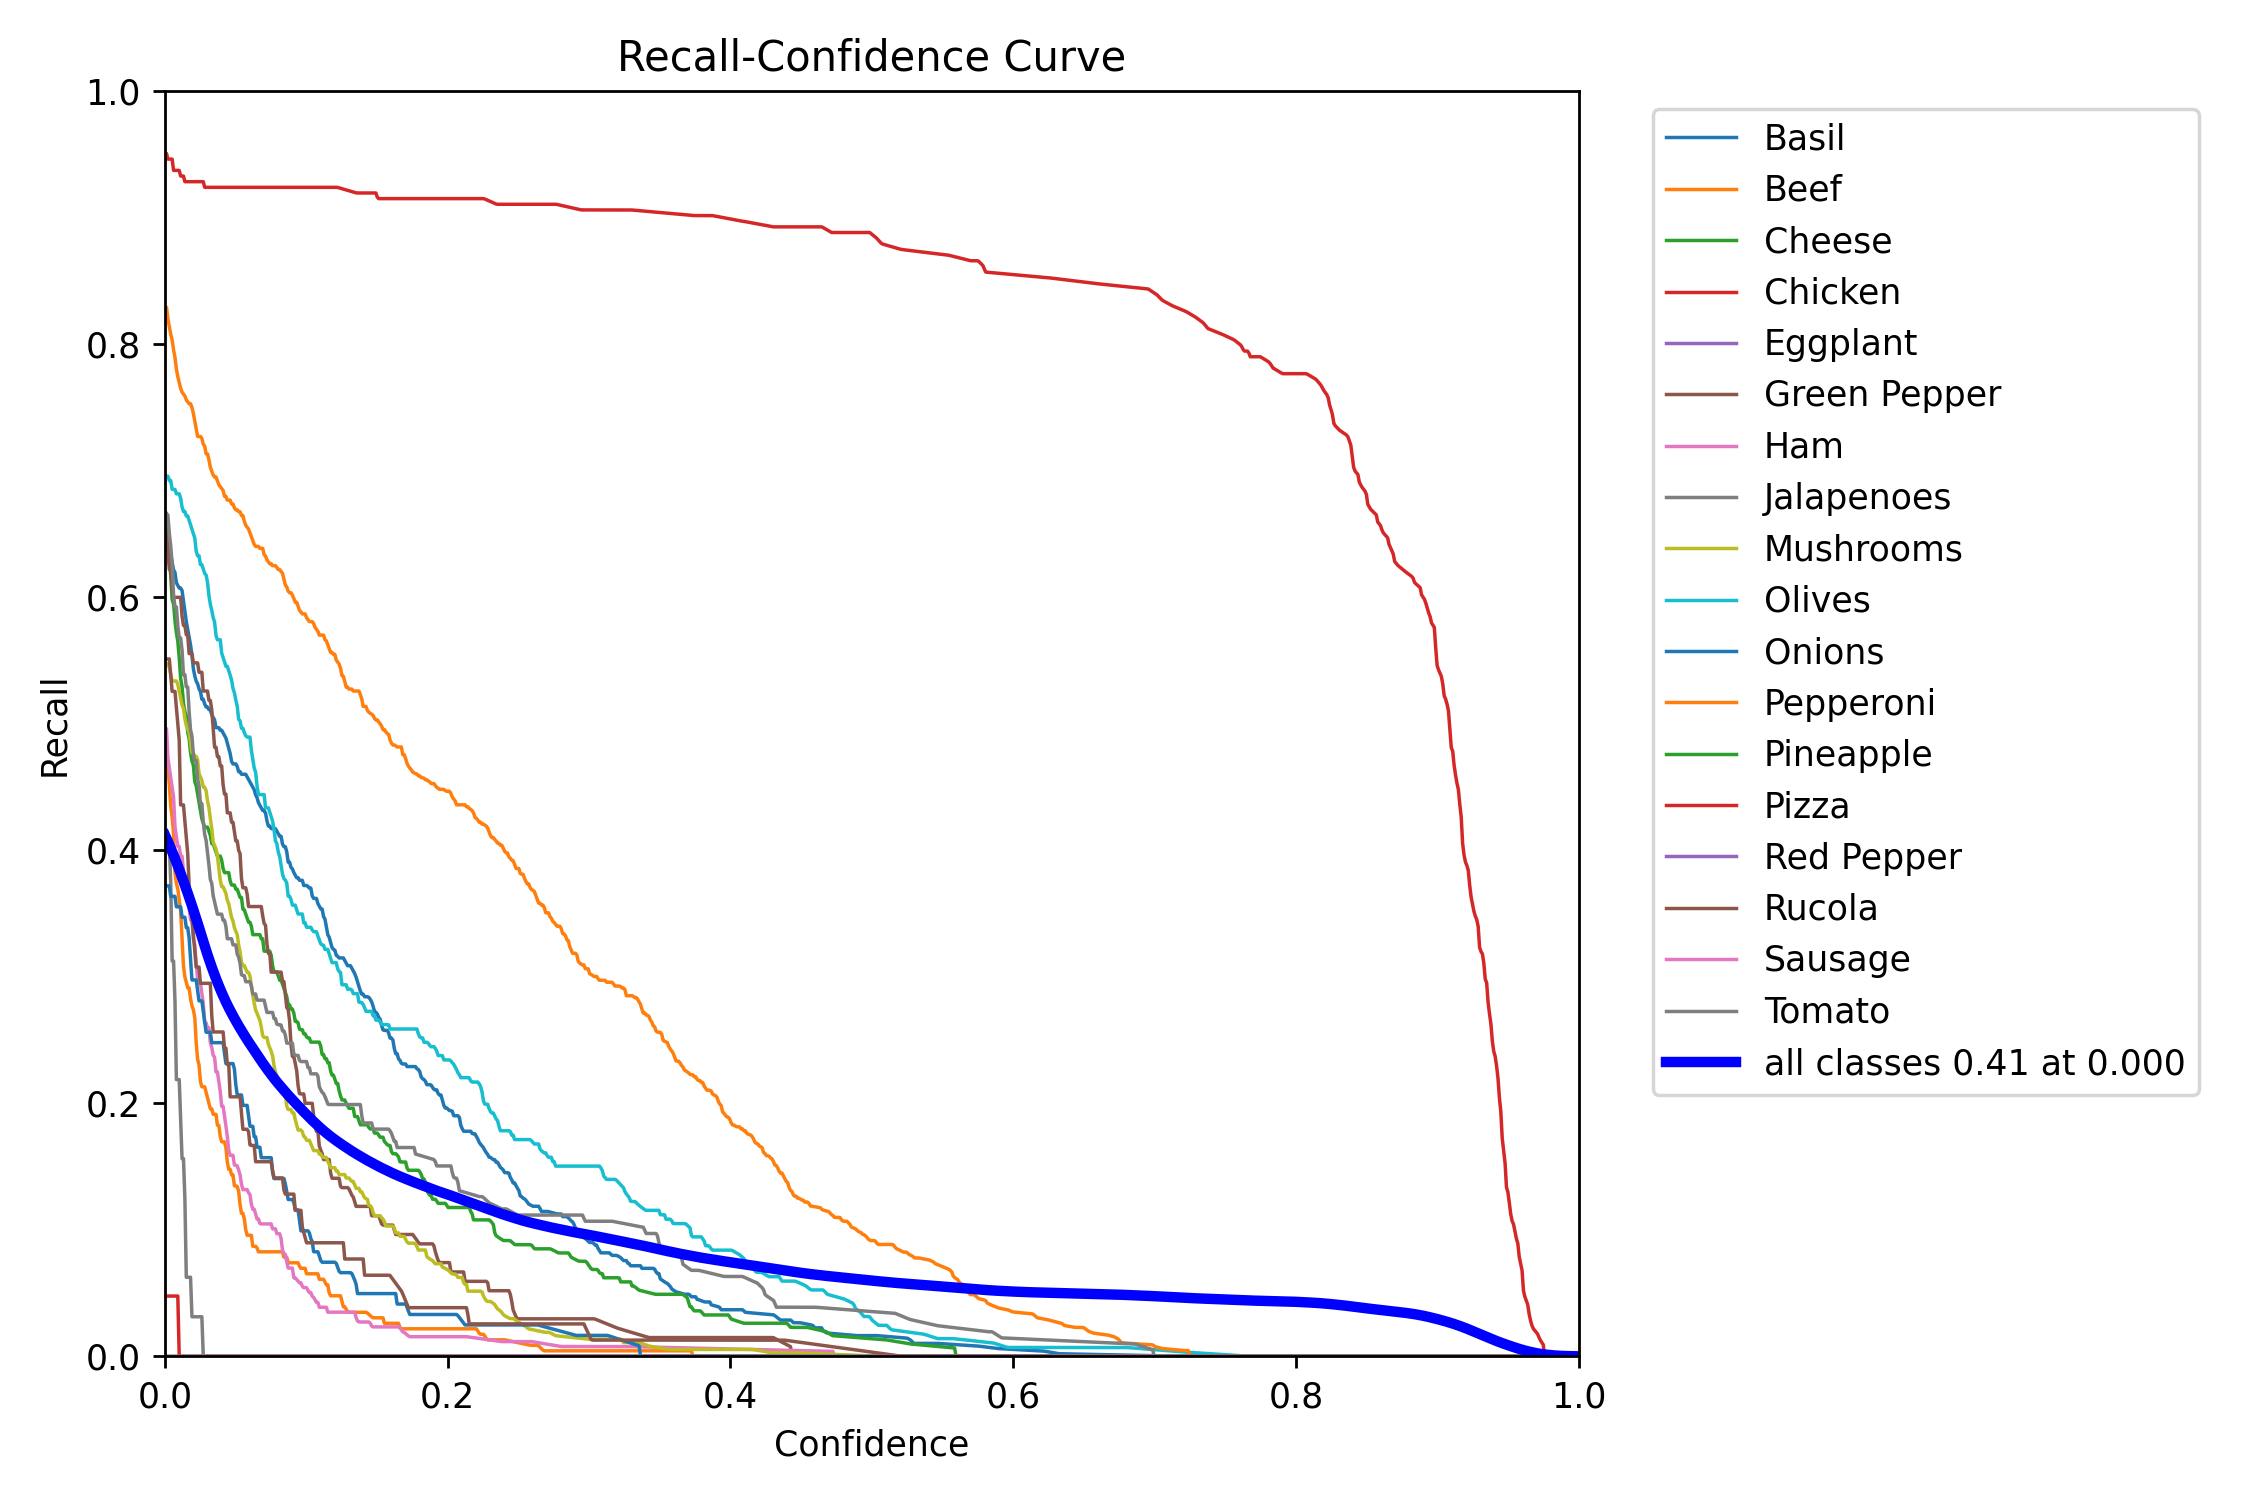 Recall-Confidence Curve
1.0
0.8
0.6
0.4
0.2
0.0
Recall
0.0 0.2 0.4 0.6 0.8 1.0
Confidence
Basil
Beef
Cheese
Chicken
Eggplant
Green Pepper
Ham
Jalapenoes
Mushrooms
Olives
Onions
Pepperoni
Pineapple
Pizza
Red Pepper
Rucola
Sausage
Tomato
all classes 0.41 at 0.000